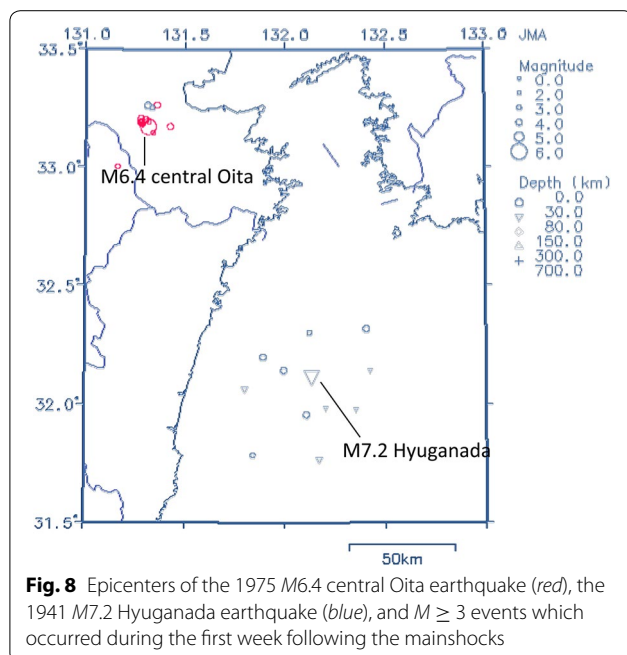 131.0 131.5 132.0 132.5 133.0 JMA
33.5°
Magnitude
0.0
2.0
3.0
4.0
5.0
6.0
33.0°
M6.4 central Oita
Depth (km)
0.0
30.0
80.0
150.0
300.0
700.0
32.5°
32.0°
M7.2 Hyuganada
31.5°
50km
Fig. 8 Epicenters of the 1975 M6.4 central Oita earthquake (red), the
1941 M7.2 Hyuganada earthquake (blue), and M ≥ 3 events which
occurred during the first week following the mainshocks